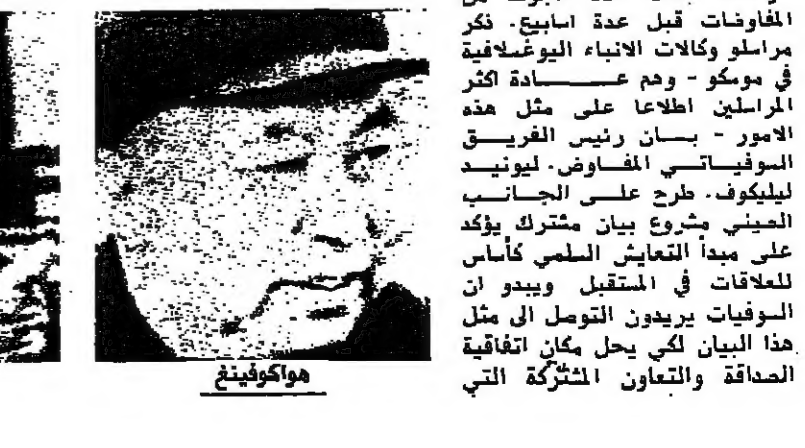 المفاوضات قبل عدة اسابيع. ذكر
مراسلو وكالات الانباء اليوغسلافية
في موسكو - وهم عـــــــادة اكثر
المراسلين اطلاعا على مثل هذه
الامور - بـــان رئيس الفريـــق
السوفيـــاتـــي المفـــاوض. ليونيـــد
ليليكوف. طرح علـــى الجـــانـــب
الصيني مشروع بيان مشترك يؤكد
على مبدأ التعايش السلمي كأساس
للعلاقات في المستقبل ويبدو ان
السوفيات يريدون التوصل الى مثل
هذا البيان لكي يحل مكان اتفاقية
الصداقة والتعاون المشتركة التي
هواكوفينغ